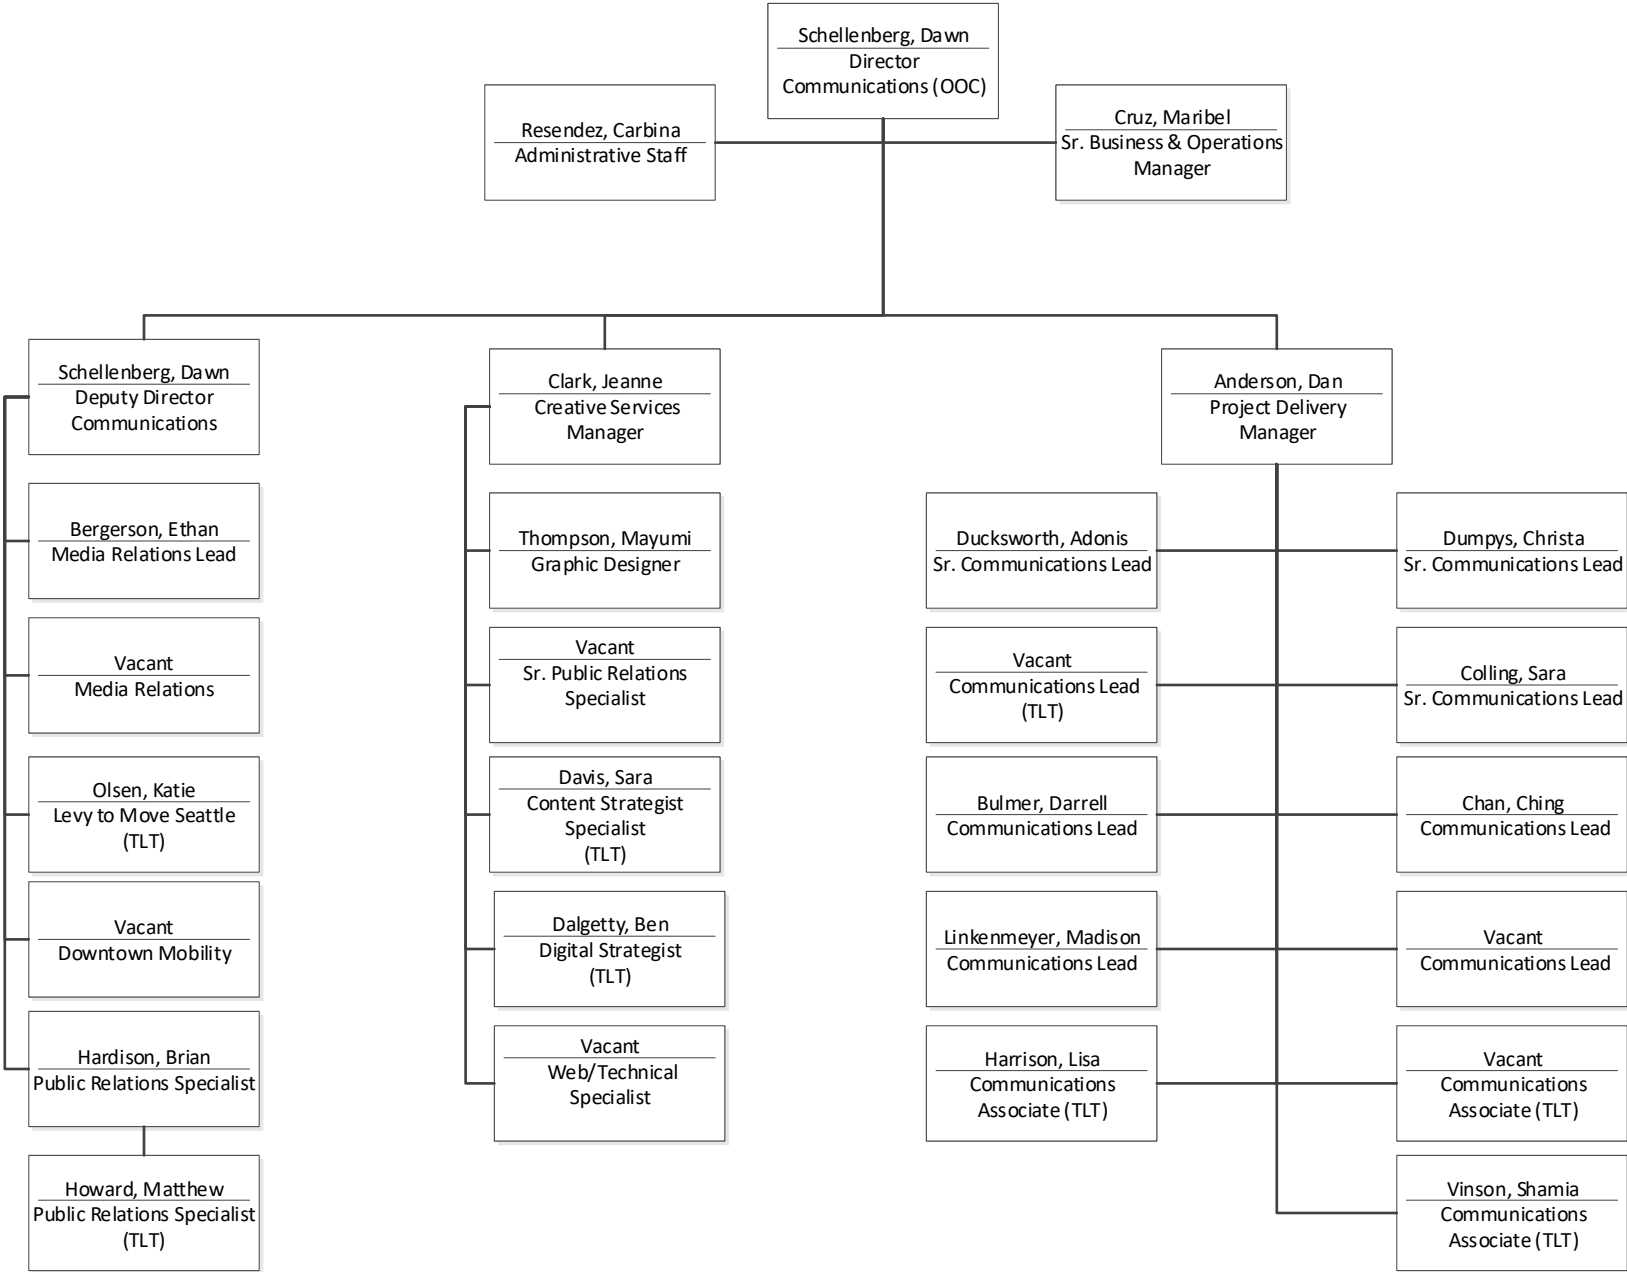 Schellenberg, Dawn
Director
Communications (OOC)
Resendez, Carbina
Administrative Staff
Cruz, Maribel
Sr. Business & Operations
Manager
Schellenberg, Dawn
Deputy Director
Communications
Bergerson, Ethan
Media Relations Lead
Vacant
Media Relations
Olsen, Katie
Levy to Move Seattle
(TLT)
Vacant
Downtown Mobility
Hardison, Brian
Public Relations Specialist
Howard, Matthew
Public Relations Specialist
(TLT)
Clark, Jeanne
Creative Services
Manager
Thompson, Mayumi
Graphic Designer
Vacant
Sr. Public Relations
Specialist
Davis, Sara
Content Strategist
Specialist
(TLT)
Dalgetty, Ben
Digital Strategist
(TLT)
Vacant
Web/Technical
Specialist
Anderson, Dan
Project Delivery
Manager
Ducksworth, Adonis
Sr. Communications Lead
Dumpys, Christa
Sr. Communications Lead
Vacant
Communications Lead
(TLT)
Colling, Sara
Sr. Communications Lead
Bulmer, Darrell
Communications Lead
Chan, Ching
Communications Lead
Linkenmeyer, Madison
Communications Lead
Vacant
Communications Lead
Harrison, Lisa
Communications
Associate (TLT)
Vacant
Communications
Associate (TLT)
Vinson, Shamia
Communications
Associate (TLT)